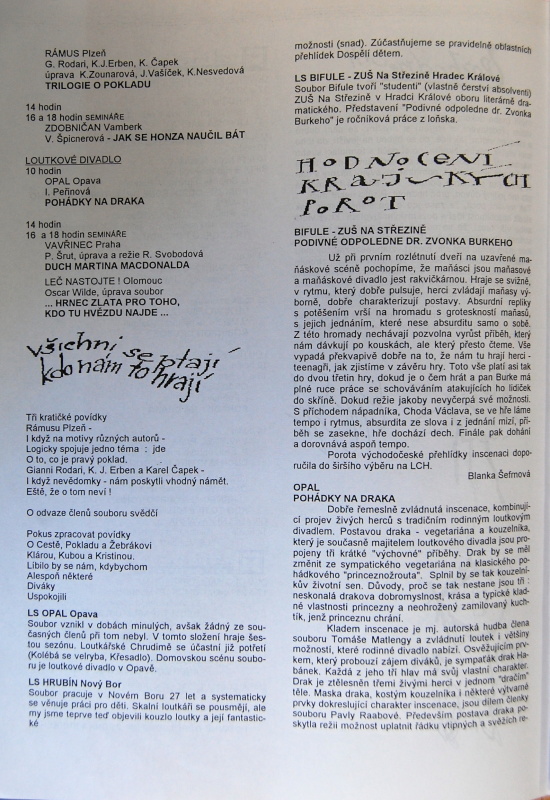 RÁMUS Plzeň
G. Rodari, K.J.Erben, K. Čapek
úprava K.Zounarová, J.Vašíček, K.Nesvedová
TRILOGIE O POKLADU
14 hodin
16 a 18 hodin SEMINÁŘE
ZDOBNIČAN Vamberk
V. Špicnerová - JAK SE HONZA NAUČIL BÁT
LOUTKOVÉ DIVADLO
10 hodin
OPAL Opava
I. Peřinová
POHÁDKY NA DRAKA
14 hodin
16 a 18 hodin SEMINÁŘE
VAVŘINEC Praha
P. Šrut, úprava a režie R. Svobodová
DUCH MARTINA MACDONALDA
LEČ NASTOJTE ! Olomouc
Oscar Wilde, úprava soubor
... HRNEC ZLATA PRO TOHO,
KDO TU HVĚZDU NAJDE ...
všichni se ptají
kdo nám to hrají
Tři kratičké povídky
Rámusu Plzeň -
I když na motivy různých autorů -
Logicky spojuje jedno téma : jde
O to, co je pravý poklad.
Gianni Rodari, K. J. Erben a Karel Čapek -
I když nevědomky - nám poskytli vhodný námět.
Eště, že o tom neví !
O odvaze členů souboru svědčí
Pokus zpracovat povídky
O Cestě, Pokladu a Žebrákovi
Klárou, Kubou a Kristinou.
Líbilo by se nám, kdybychom
Alespoň některé
Diváky
Uspokojili
LS OPAL Opava
Soubor vznikl v dobách minulých, avšak žádný ze sou-
časných členů při tom nebyl. V tomto složení hraje šes-
tou sezónu. Loutkářské Chrudimě se účastní již potřetí
(Kolébá se velryba, Křesadlo). Domovskou scénu soubo-
ru je loutkové divadlo v Opavě.
LS HRUBÍN Nový Bor
Soubor pracuje v Novém Boru 27 let a systematicky
se věnuje práci pro děti. Skalní loutkáři se pousmějí, ale
my jsme teprve teď objevili kouzlo loutky a její fantastic-
ké
možnosti (snad). Zúčastňujeme se pravidelně oblastních
přehlídek Dospělí dětem.
LS BIFULE - ZUŠ Na Střezině Hradec Králové
Soubor Bifule tvoří "studenti" (vlastně čerství absolventi)
ZUŠ Na Střezině v Hradci Králové oboru literárně dra-
matického. Představení "Podivné odpoledne dr. Zvonka
Burkeho" je ročníková práce z loňska.
HODNOCENÍ
KRAJSKÝCH
POROT
BIFULE - ZUŠ NA STŘEZINĚ
PODIVNÉ ODPOLEDNE DR. ZVONKA BURKEHO
Už při prvním rozlétnutí dveří na uzavřené ma-
ňáskové scéně pochopíme, že maňásci jsou maňasové
a maňáskové divadlo jest rakvičkárnou. Hraje se svižně,
v rytmu, který dobře pulsuje, herci zvládají maňasy vý-
borně, dobře charakterizují postavy. Absurdní repliky
s potěšením vrší na hromadu s groteskností maňasů,
s jejich jednáním, které nese absurditu samo o sobě.
Z této hromady nechávají pozvolna vyrůst příběh, který
nám dávkují po kouskách, ale který přesto čteme. Vše
vypadá překvapivě dobře na to, že nám tu hrají herci -
teenagři, jak zjistíme v závěru hry. Toto vše platí asi tak
do dvou třetin hry, dokud je o čem hrát a pan Burke má
plné ruce práce se schováváním atakujících ho lidiček
do skříně. Dokud režie jakoby nevyčerpá své možnosti.
S příchodem nápadníka, Choda Václava, se ve hře láme
tempo i rytmus, absurdita ze slova i z jednání mizí, pří-
běh se zasekne, hře dochází dech. Finále pak dohání
a dorovnává aspoň tempo.
Porota východočeské přehlídky inscenaci dopo-
ručila do širšího výběru na LCH.
Blanka Šefrnová
OPAL
POHÁDKY NA DRAKA
Dobře řemeslně zvládnutá inscenace, kombinují-
cí projev živých herců s tradičním rodinným loutkovým
divadlem. Postavou draka - vegetariána a kouzelníka,
který je současně majitelem loutkového divadla jsou pro-
pojeny tři krátké "výchovné" příběhy. Drak by se měl
změnit ze sympatického vegetariána na klasického po-
hádkového "princeznožrouta". Splnil by se tak kouzelní-
kův životní sen. Důvody, proč se tak nestane jsou tři :
neskonalá drakova dobromyslnost, krása a typické klad-
né vlastnosti princezny a neohrožený zamilovaný kuch-
tík, jenž princeznu chrání.
Kladem inscenace je mj. autorská hudba člena
souboru Tomáše Matlengy a zvládnutí loutek i většiny
možností, které rodinné divadlo nabízí. Osvěžujícím prv-
kem, který probouzí zájem diváků, je sympaťák drak Ha-
bánek. Každá z jeho tří hlav má svůj vlastní charakter.
Drak je ztělesněn třemi živými herci v jednom "dračím"
těle. Maska draka, kostým kouzelníka i některé výtvarné
prvky dokreslující charakter inscenace, jsou dílem členky
souboru Pavly Raabové. Především postava draka po-
skytla režii možnost uplatnit řádku vtipných a svěžích re-